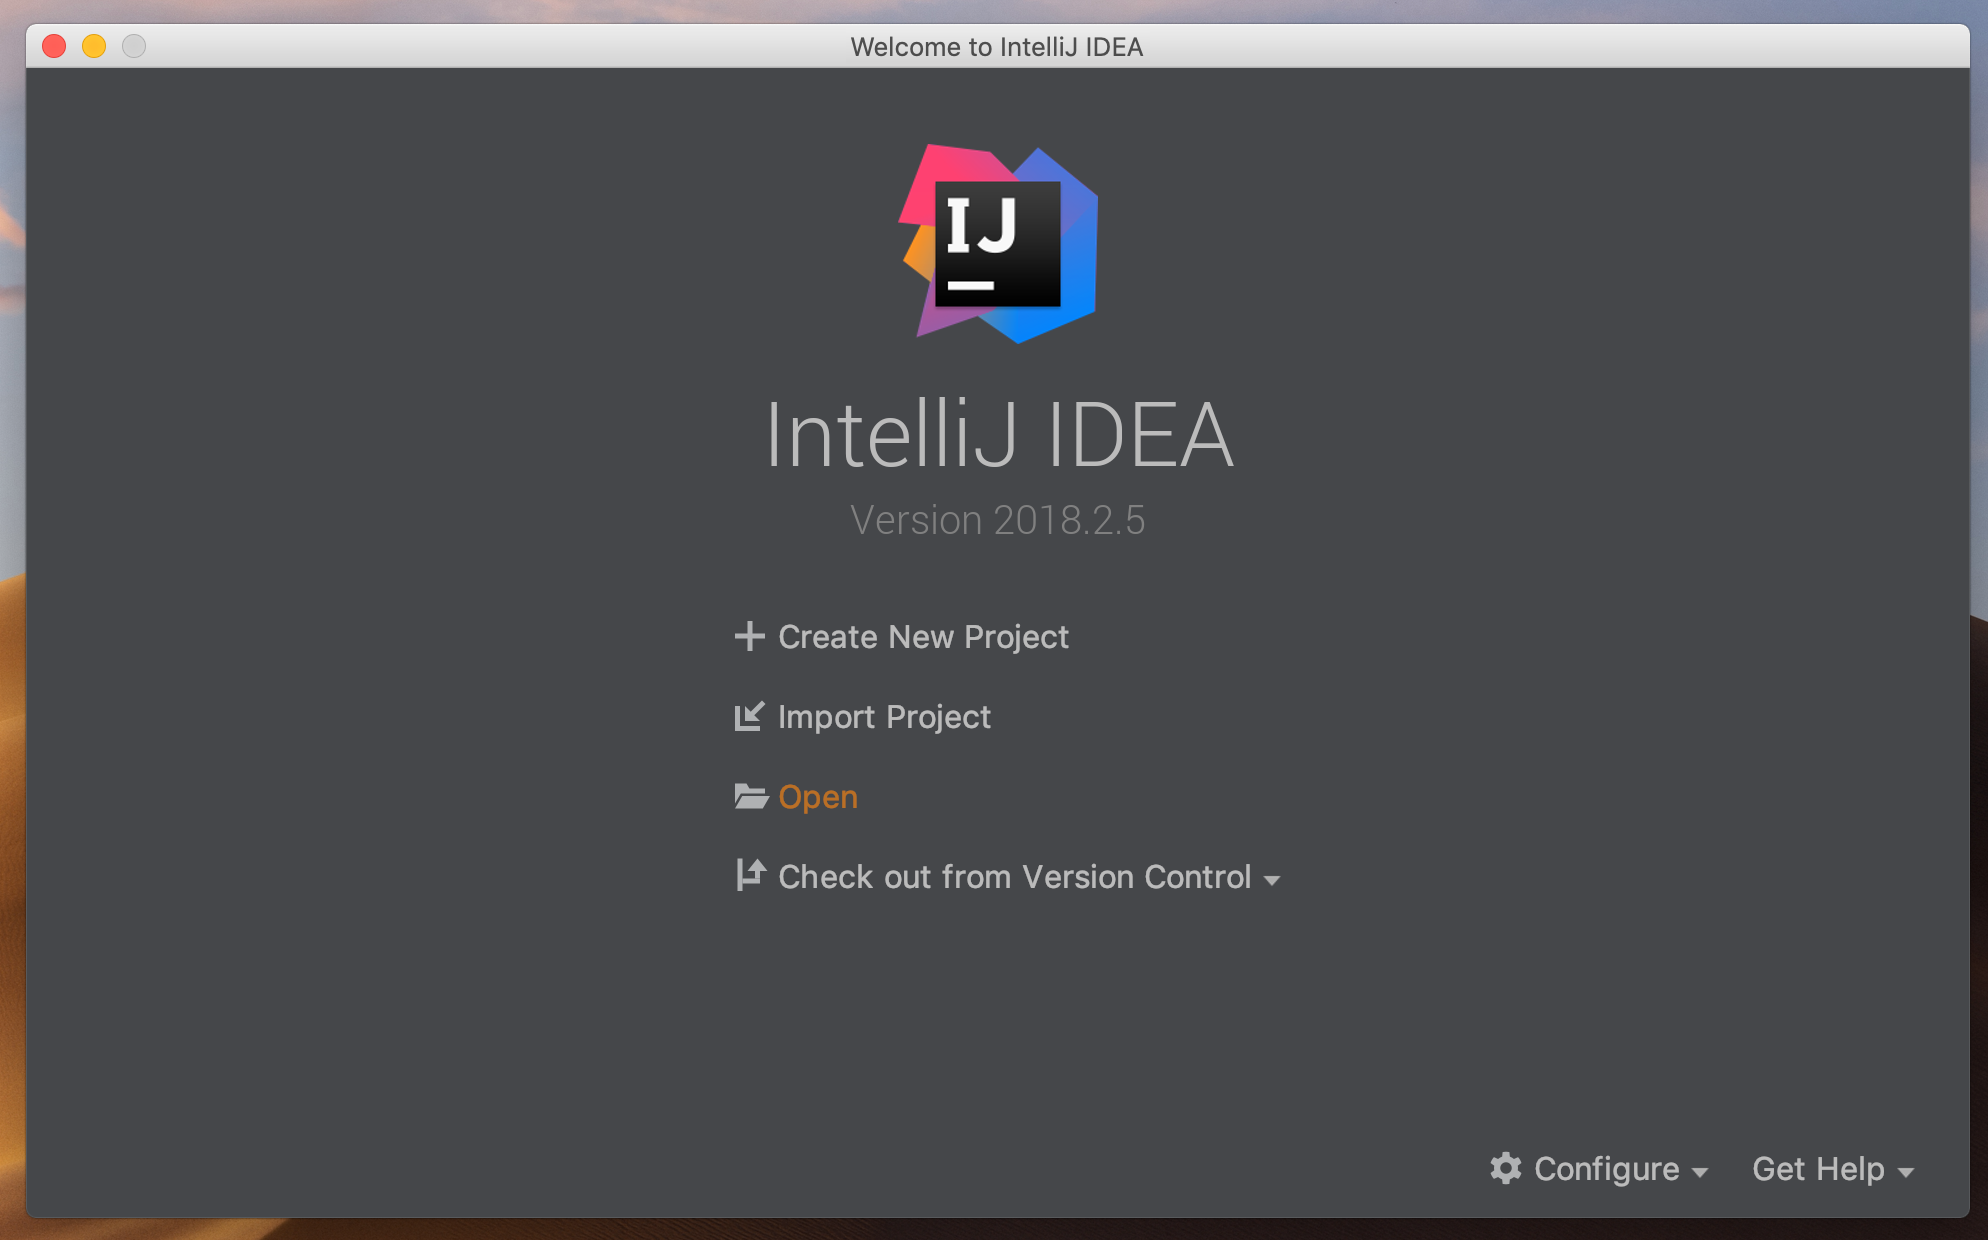 Welcome to IntelliJ IDEA
IJ
IntelliJ IDEA
Version 2018.2.5
Create New Project
Import Project
Open
Check out from Version Control
Configure
Get Help